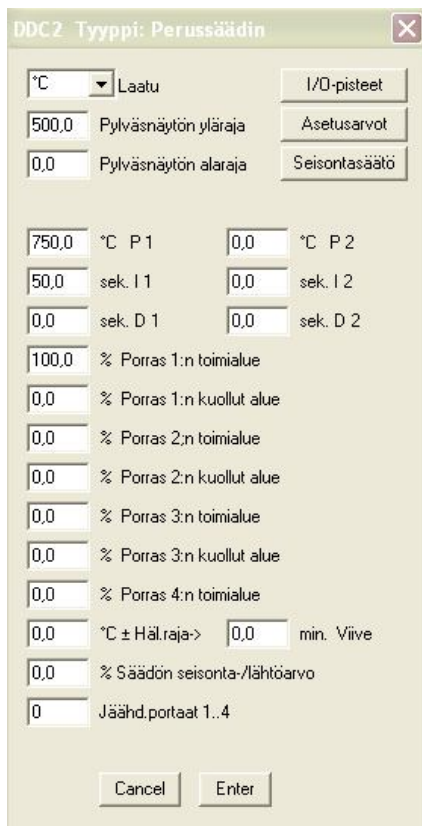 DDC2 Tyyppi: Perussäädin
°C Laatu I/O-pisteet
500,0 Pylväsnäytön yläraja Asetusarvot
0,0 Pylväsnäytön alaraja Seisontasäätö
750,0 °C P 1 0,0 °C P 2
50,0 sek. I 1 0,0 sek. I 2
0,0 sek. D 1 0,0 sek. D 2
100,0 % Porras 1:n toimialue
0,0 % Porras 1:n kuollut alue
0,0 % Porras 2;n toimialue
0,0 % Porras 2:n kuollut alue
0,0 % Porras 3:n toimialue
0,0 % Porras 3:n kuollut alue
0,0 % Porras 4:n toimialue
0,0 °C ± Häl.raja-> 0,0 min. Viive
0,0 % Säädön seisonta-/lähtöarvo
0 Jäähd.portaat 1..4
Cancel Enter